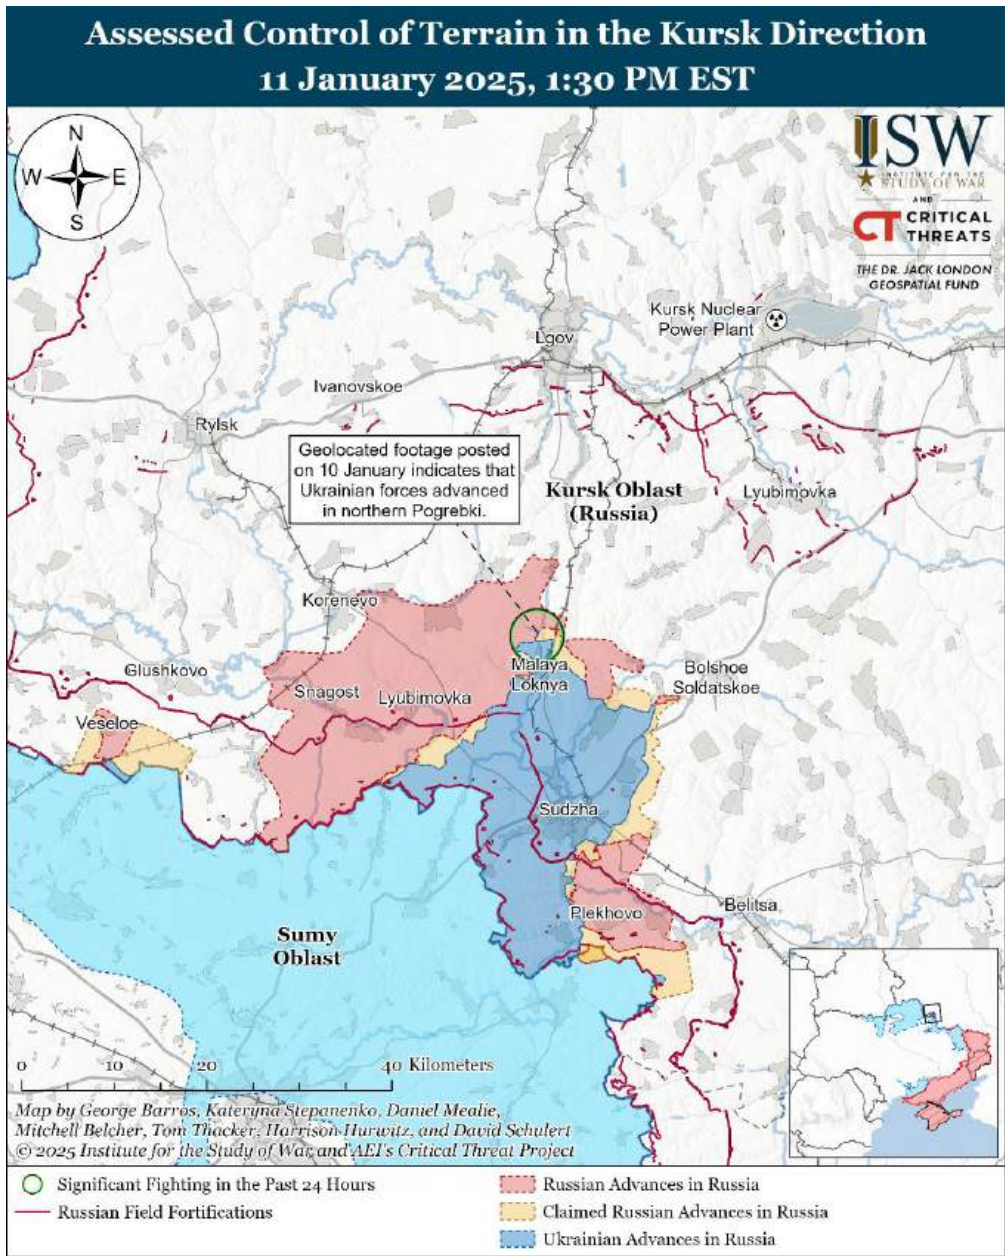 Assessed Control of Terrain in the Kursk Direction
11 January 2025, 1:30 PM EST
N
W E
S
ISW
INSTITUTE FOR THE
STUDY OF WAR
AND
CT CRITICAL
THREATS
THE DR. JACK LONDON
GEOSPATIAL FUND
Kursk Nuclear
Power Plant
Lgov
Ivanovskoe
Rylsk
Geolocated footage posted
on 10 January indicates that
Ukrainian forces advanced
in northern Pogrebki.
Kursk Oblast
(Russia)
Lyubimovka
Korenevo
Glushkovo
Malaya
Loknya
Bolshoe
Soldatskoe
Snagost
Lyubimovka
Veseloe
Sudzha
Plekhovo
Belitsa
Sumy
Oblast
0 10 20 40 Kilometers
Map by George Barros, Kateryna Stepanenko, Daniel Mealie,
Mitchell Belcher, Tom Thacker, Harrison Hurwitz, and David Schulert
© 2025 Institute for the Study of War and AEI's Critical Threat Project
Significant Fighting in the Past 24 Hours
Russian Field Fortifications
Russian Advances in Russia
Claimed Russian Advances in Russia
Ukrainian Advances in Russia